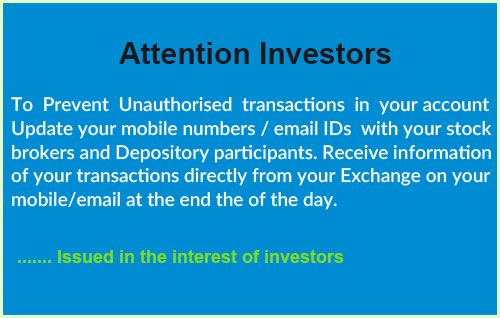 Attention Investors
To Prevent Unauthorised transactions in your account
Update your mobile numbers / email IDs with your stock
brokers and Depository participants. Receive information
of your transactions directly from your Exchange on your
mobile/email at the end the of the day.
....... Issued in the interest of investors